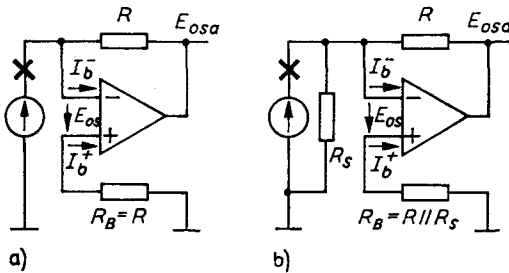 R
E_osa
I_b^-
-
E_os
+
I_b^+
R_B = R
a)
R
E_osa
I_b^-
-
E_os
+
I_b^+
R_s
R_B = R // R_s
b)